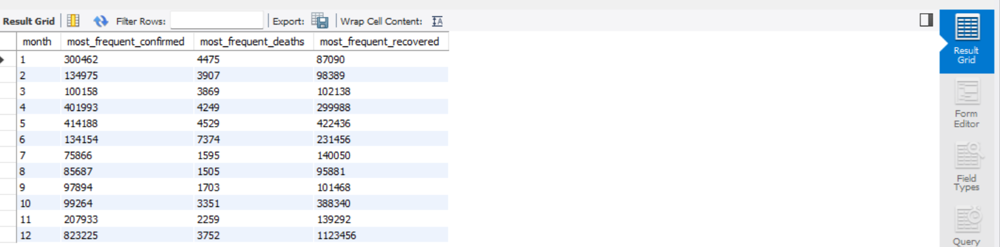 Result Grid Filter Rows: Export: Wrap Cell Content: IA
month most_frequent_confirmed most_frequent_deaths most_frequent_recovered
1 300462 4475 87090
2 134975 3907 98389
3 100158 3869 102138
4 401993 4249 299988
5 414188 4529 422436
6 134154 7374 231456
7 75866 1595 140050
8 85687 1505 95881
9 97894 1703 101468
10 99264 3351 388340
11 207933 2259 139292
12 823225 3752 1123456
Result
Grid
Form
Editor
Field
Types
Query